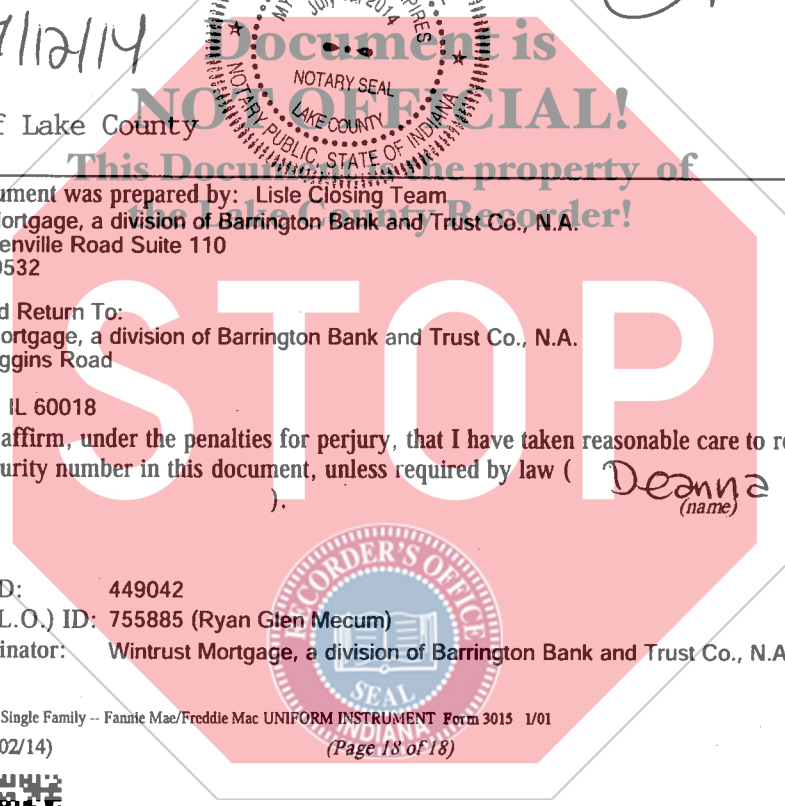 July 12, 2014
EXPIRES
7/12/14
Document is
NOTARY SEAL
NOT OFFICIAL!
LAKE COUNTY
NOTARY PUBLIC, STATE OF INDIANA
f Lake County
This Document is the property of
the Lake County Recorder!
ument was prepared by: Lisle Closing Team
ortgage, a division of Barrington Bank and Trust Co., N.A.
enville Road Suite 110
0532
d Return To:
ortgage, a division of Barrington Bank and Trust Co., N.A.
ggins Road
IL 60018
STOP
affirm, under the penalties for perjury, that I have taken reasonable care to re
urity number in this document, unless required by law ( Deanna
(name)
).
RECORDER'S OFFICE
D: 449042
L.O.) ID: 755885 (Ryan Glen Mecum)
inator: Wintrust Mortgage, a division of Barrington Bank and Trust Co., N.A
SEAL
INDIANA
Single Family -- Fannie Mae/Freddie Mac UNIFORM INSTRUMENT Form 3015 1/01
02/14)
(Page 18 of 18)